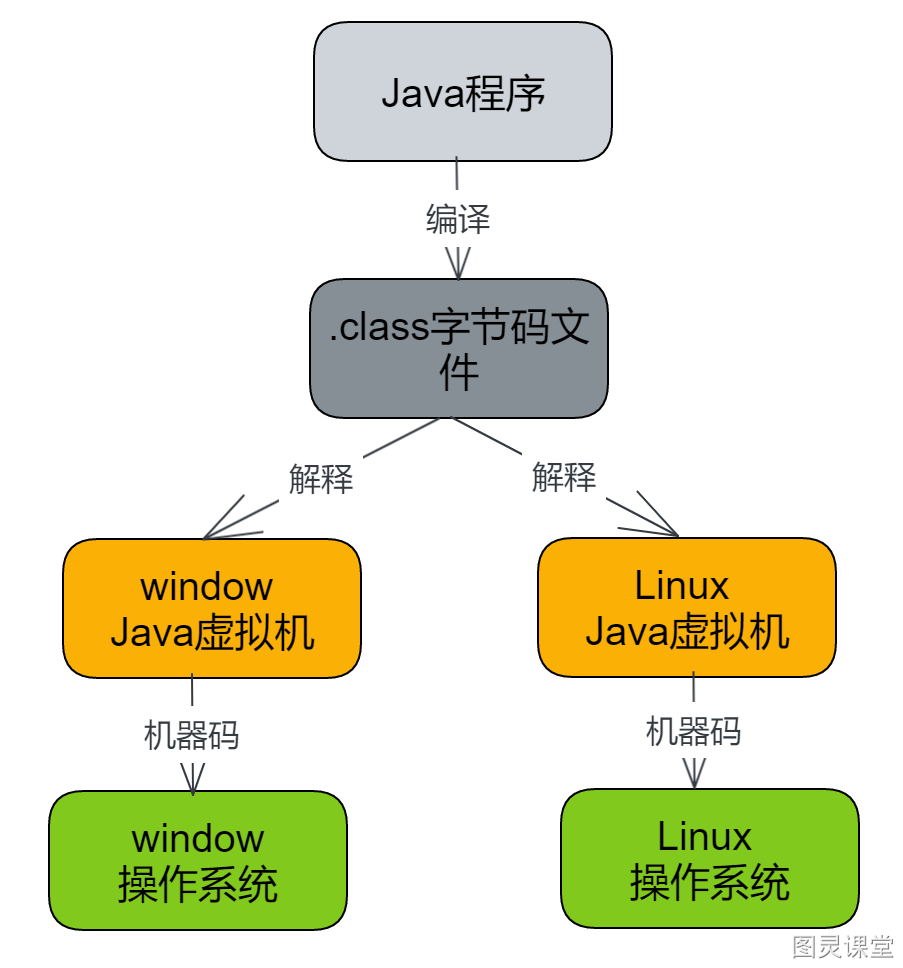 Java程序
编译
.class字节码文
件
解释
解释
window
Java虚拟机
Linux
Java虚拟机
机器码
机器码
window
操作系统
Linux
操作系统
图灵课堂